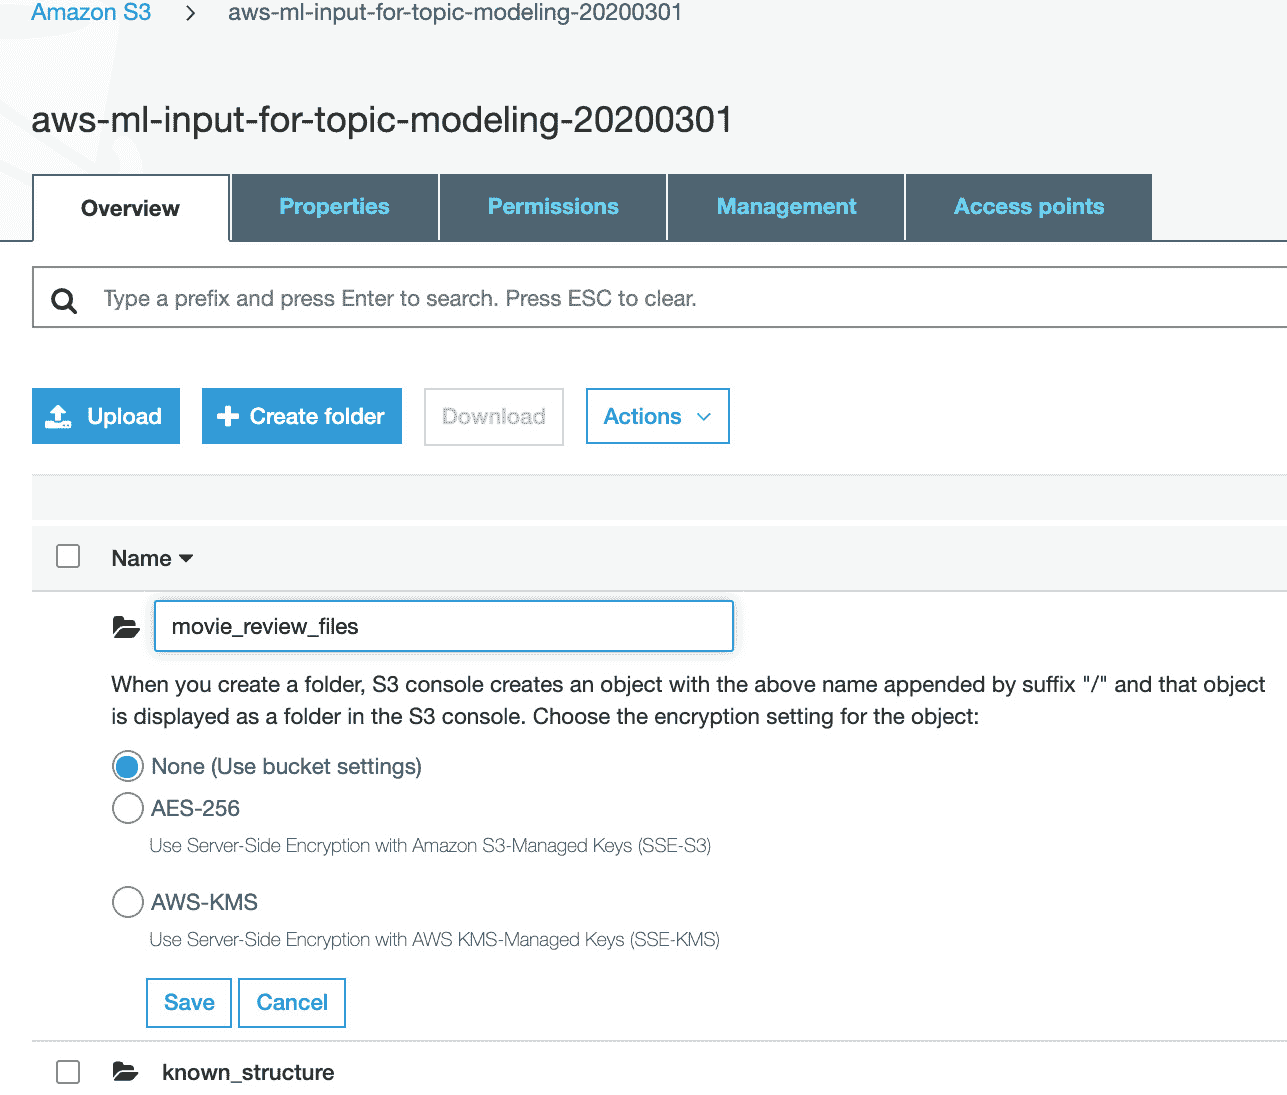 Amazon S3 > aws-ml-input-for-topic-modeling-20200301
aws-ml-input-for-topic-modeling-20200301
Overview Properties Permissions Management Access points
Type a prefix and press Enter to search. Press ESC to clear.
Upload Create folder Download Actions
Name
movie_review_files
When you create a folder, S3 console creates an object with the above name appended by suffix "/" and that object
is displayed as a folder in the S3 console. Choose the encryption setting for the object:
None (Use bucket settings)
AES-256
Use Server-Side Encryption with Amazon S3-Managed Keys (SSE-S3)
AWS-KMS
Use Server-Side Encryption with AWS KMS-Managed Keys (SSE-KMS)
Save Cancel
known_structure